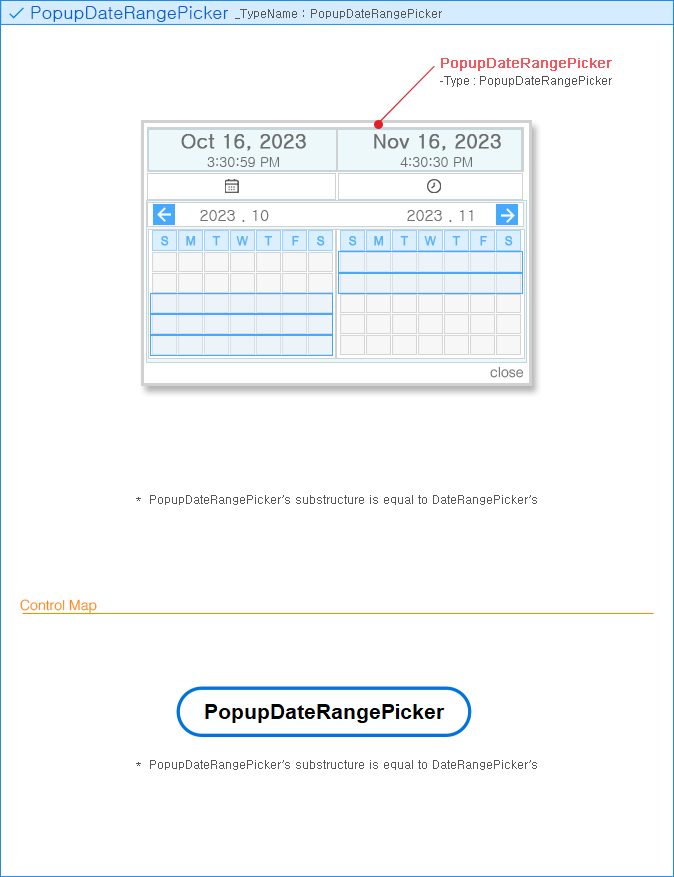 PopupDateRangePicker _TypeName : PopupDateRangePicker
PopupDateRangePicker
-Type : PopupDateRangePicker
Oct 16, 2023 Nov 16, 2023
3:30:59 PM 4:30:30 PM
2023 . 10 2023 . 11
S M T W T F S S M T W T F S
close
* PopupDateRangePicker's substructure is equal to DateRangePicker's
Control Map
PopupDateRangePicker
* PopupDateRangePicker's substructure is equal to DateRangePicker's